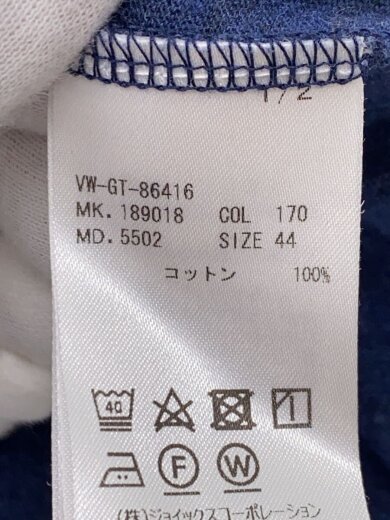 1/2
VW-GT-86416
MK. 189018 COL 170
MD. 5502 SIZE 44
コットン 100%
40
F W
(株)ジョイックスコーポレーション